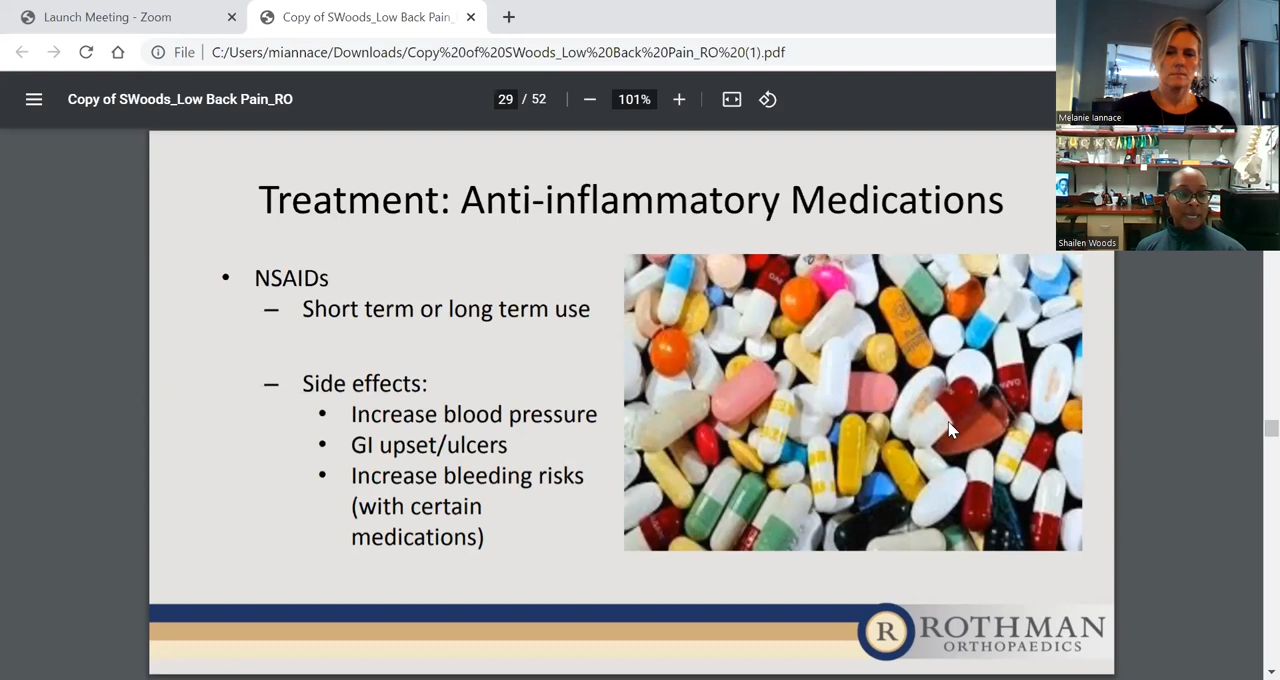 Launch Meeting - Zoom
Copy of SWoods_Low Back Pain_
File
C:/Users/miannace/Downloads/Copy%20of%20SWoods_Low%20Back%20Pain_RO%20(1).pdf
Copy of SWoods_Low Back Pain_RO
29 / 52
101%
Melanie Iannace
Shailen Woods
Treatment: Anti-inflammatory Medications
• NSAIDs
– Short term or long term use
– Side effects:
• Increase blood pressure
• GI upset/ulcers
• Increase bleeding risks
(with certain
medications)
R ROTHMAN
ORTHOPAEDICS